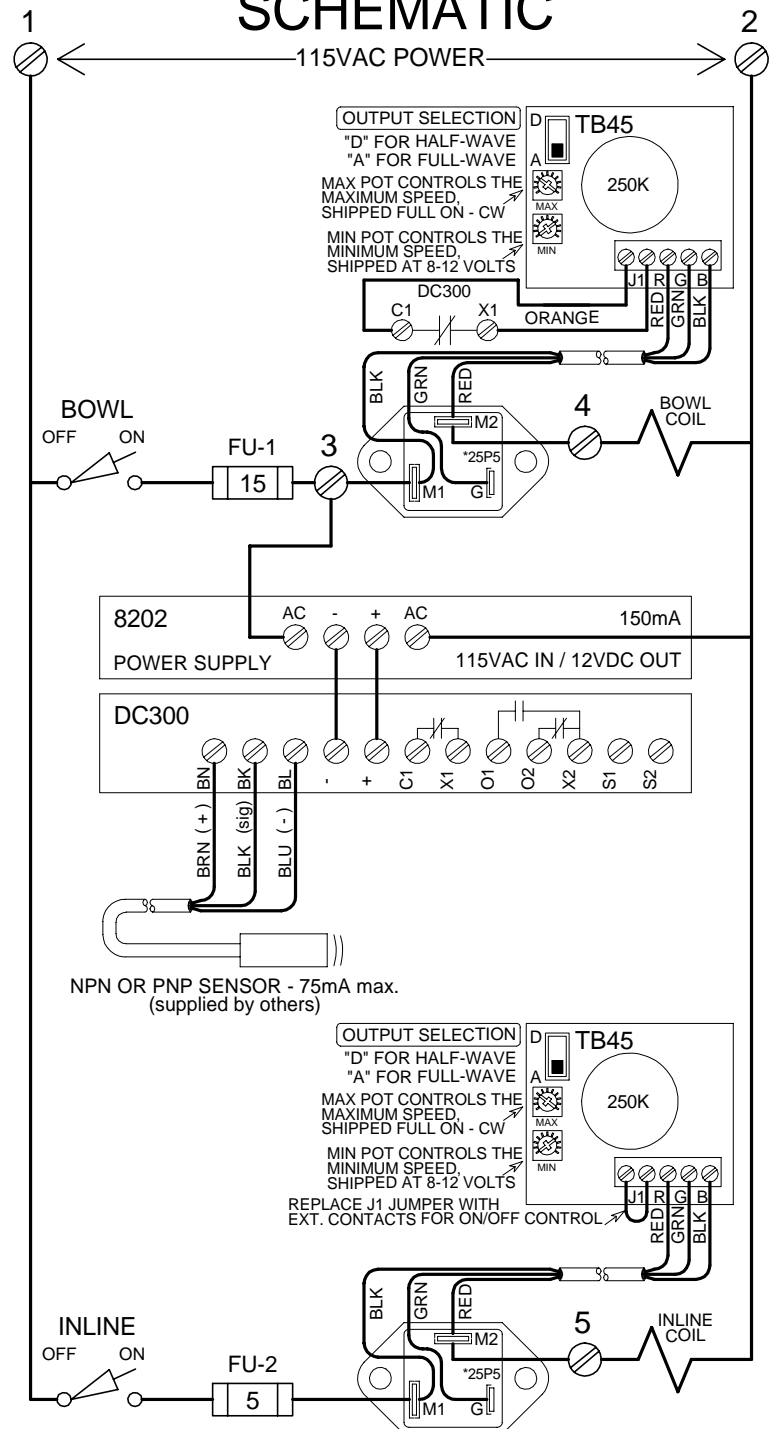 SCHEMATIC
1
2
115VAC POWER
OUTPUT SELECTION
"D" FOR HALF-WAVE
"A" FOR FULL-WAVE
MAX POT CONTROLS THE
MAXIMUM SPEED,
SHIPPED FULL ON - CW
MIN POT CONTROLS THE
MINIMUM SPEED,
SHIPPED AT 8-12 VOLTS
D
A
TB45
250K
MAX
MIN
J1 R G B
RED
GRN
BLK
DC300
C1
X1
ORANGE
BLK
GRN
RED
BOWL
OFF
ON
FU-1
15
3
M2
*25P5
M1
G
4
BOWL
COIL
8202
AC
-
+
AC
150mA
POWER SUPPLY
115VAC IN / 12VDC OUT
DC300
BN
BK
BL
-
+
C1
X1
O1
O2
X2
S1
S2
BRN (+)
BLK (sig)
BLU (-)
NPN OR PNP SENSOR - 75mA max.
(supplied by others)
OUTPUT SELECTION
"D" FOR HALF-WAVE
"A" FOR FULL-WAVE
MAX POT CONTROLS THE
MAXIMUM SPEED,
SHIPPED FULL ON - CW
MIN POT CONTROLS THE
MINIMUM SPEED,
SHIPPED AT 8-12 VOLTS
REPLACE J1 JUMPER WITH
EXT. CONTACTS FOR ON/OFF CONTROL
D
A
TB45
250K
MAX
MIN
J1 R G B
RED
GRN
BLK
BLK
GRN
RED
INLINE
OFF
ON
FU-2
5
M2
*25P5
M1
G
5
INLINE
COIL